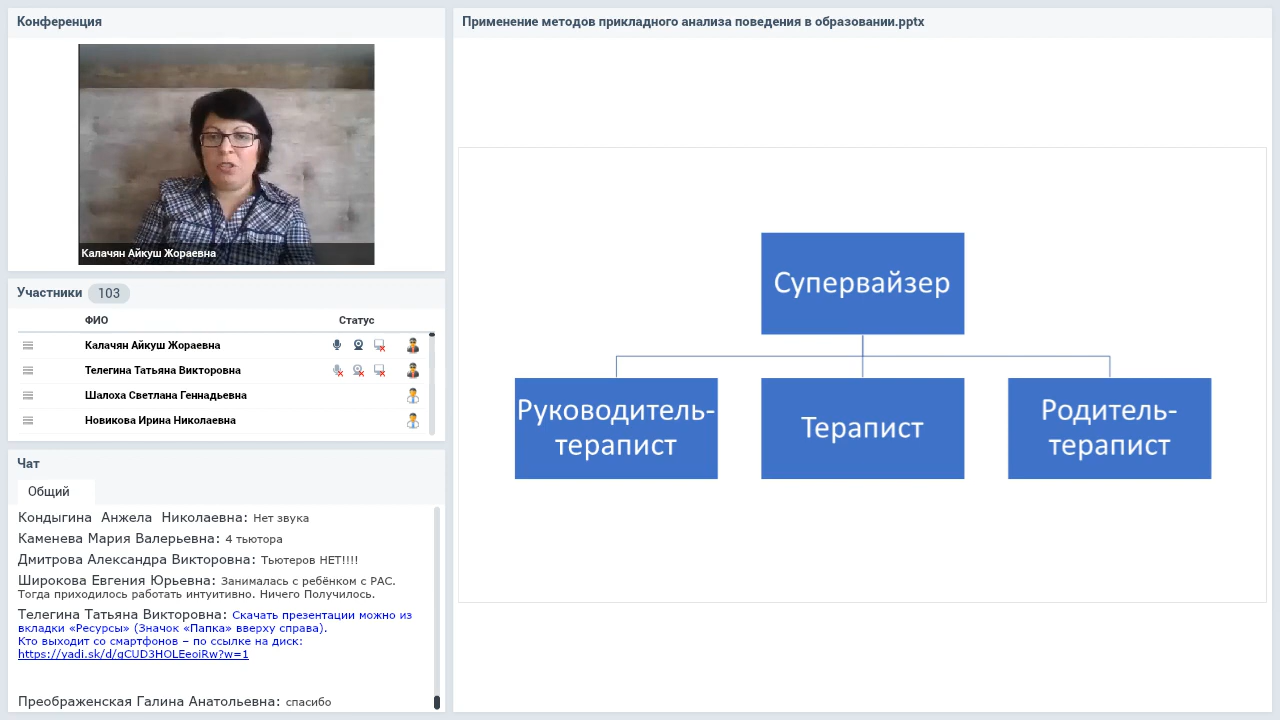 Конференция
Калачян Айкуш Жораевна
Участники 103
ФИО Статус
Калачян Айкуш Жораевна
Телегина Татьяна Викторовна
Шалоха Светлана Геннадьевна
Новикова Ирина Николаевна
Чат
Общий
Кондыгина Анжела Николаевна: Нет звука
Каменева Мария Валерьевна: 4 тьютора
Дмитрова Александра Викторовна: Тьютеров НЕТ!!!!
Широкова Евгения Юрьевна: Занималась с ребёнком с РАС.
Тогда приходилось работать интуитивно. Ничего Получилось.
Телегина Татьяна Викторовна: Скачать презентации можно из
вкладки «Ресурсы» (Значок «Папка» вверху справа).
Кто выходит со смартфонов – по ссылке на диск:
https://yadi.sk/d/gCUD3HOLEeoiRw?w=1
Преображенская Галина Анатольевна: спасибо
Применение методов прикладного анализа поведения в образовании.pptx
Супервайзер
Руководитель-
терапист
Терапист
Родитель-
терапист